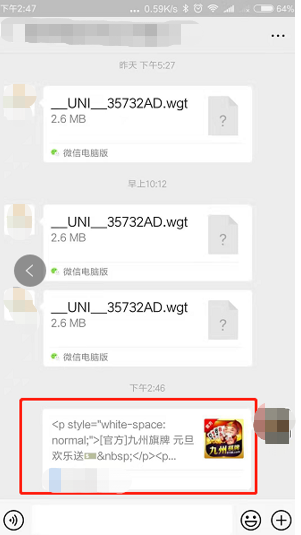 下午2:47 ...0.59K/s 64%
昨天 下午5:27
__UNI__35732AD.wgt
2.6 MB
?
微信电脑版
早上10:12
__UNI__35732AD.wgt
2.6 MB
?
微信电脑版
__UNI__35732AD.wgt
2.6 MB
?
微信电脑版
下午2:46
<p style="white-space:
normal;">[官方]九州旗牌 元旦
欢乐送💵&nbsp;</p><p...
九州旗牌